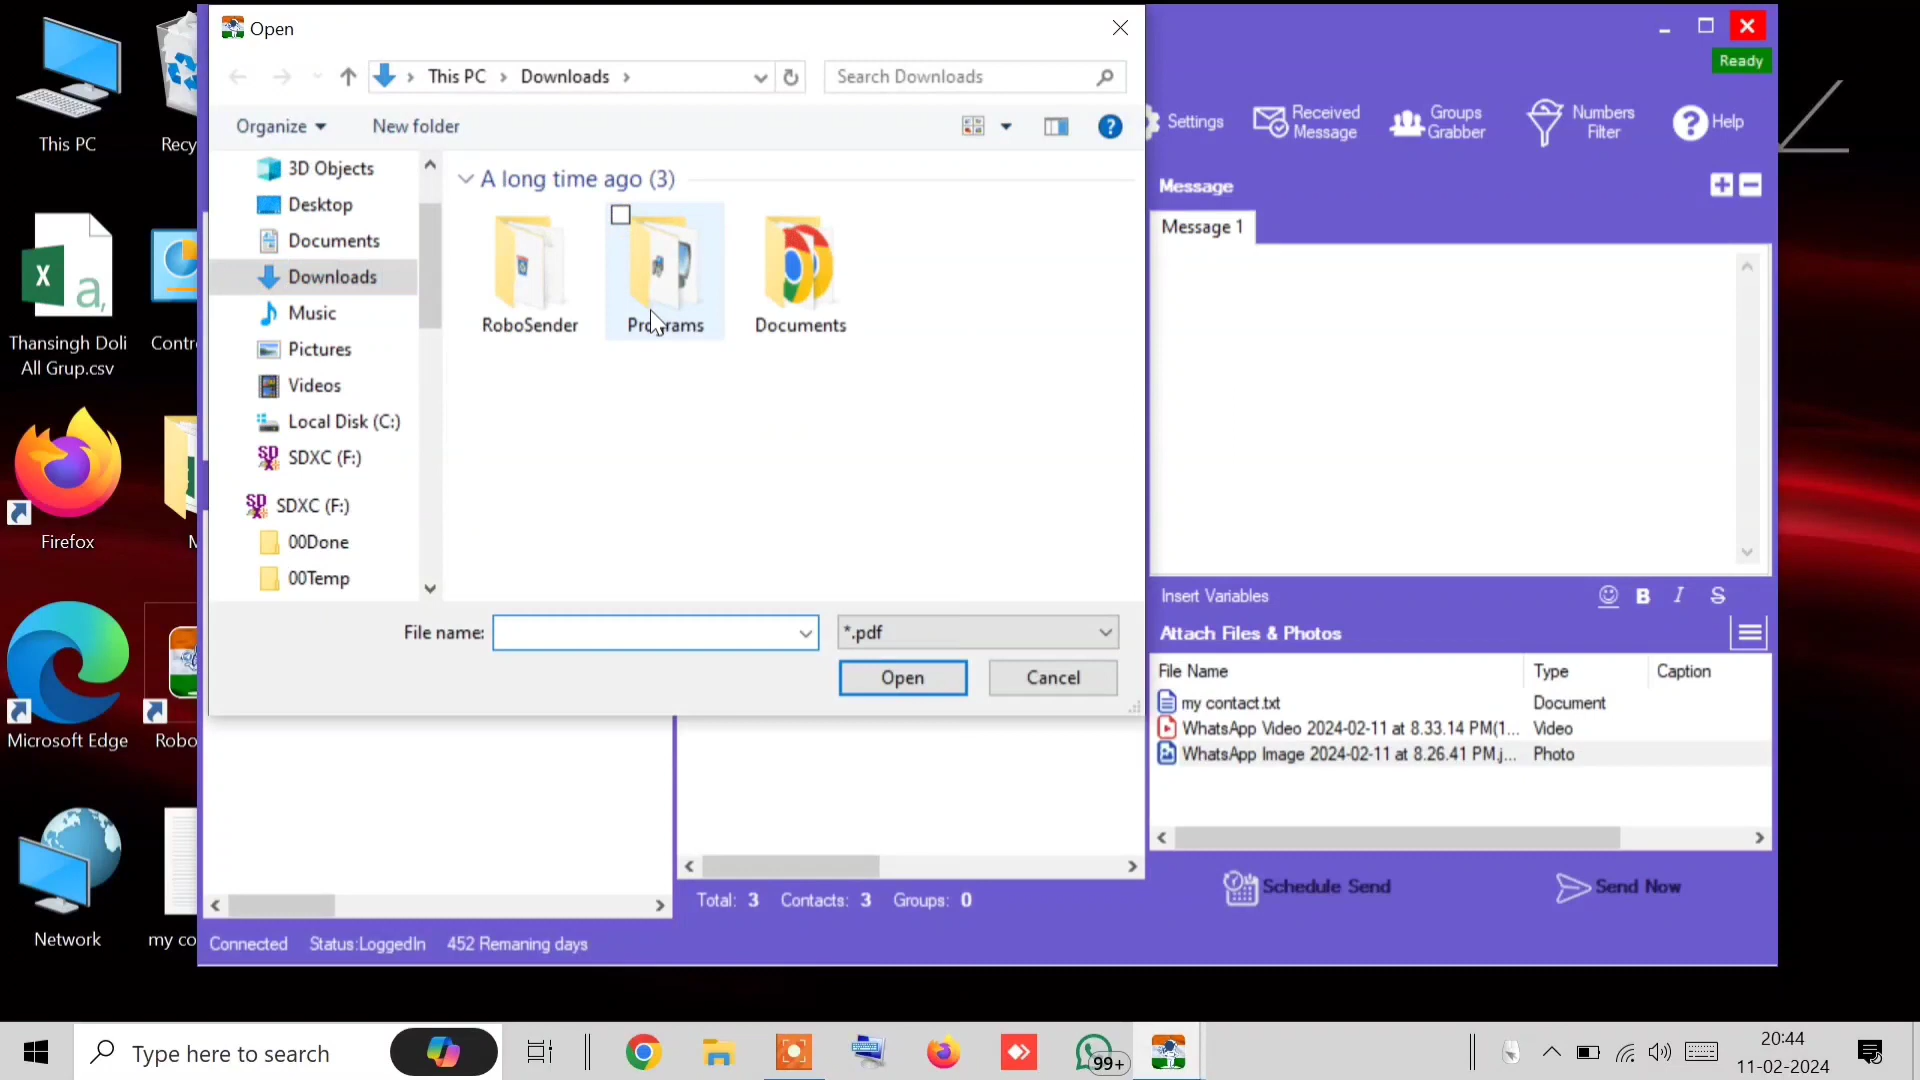 Open
This PC
Downloads
Search Downloads
Organize
New folder
3D Objects
Desktop
Documents
Downloads
Music
Pictures
Videos
Local Disk (C:)
SDXC (F:)
SDXC (F:)
00Done
00Temp
A long time ago (3)
RoboSender
Documents
File name:
*.pdf
Open
Cancel
Ready
Settings
Received
Message
Groups
Grabber
Numbers
Filter
Help
Message
Message 1
Insert Variables
B I S
Attach Files & Photos
File Name Type Caption
my contact.txt Document
WhatsApp Video 2024-02-11 at 8.33.14 PM(1... Video
WhatsApp Image 2024-02-11 at 8.26.41 PM.j... Photo
Schedule Send
Send Now
Total: 3 Contacts: 3 Groups: 0
Connected Status:LoggedIn 452 Remaning days
This PC
Recy
X
a,
Thansingh Doli
All Grup.csv
Contr
Firefox
Microsoft Edge
Robo
Network
my co
Type here to search
99+
20:44
11-02-2024